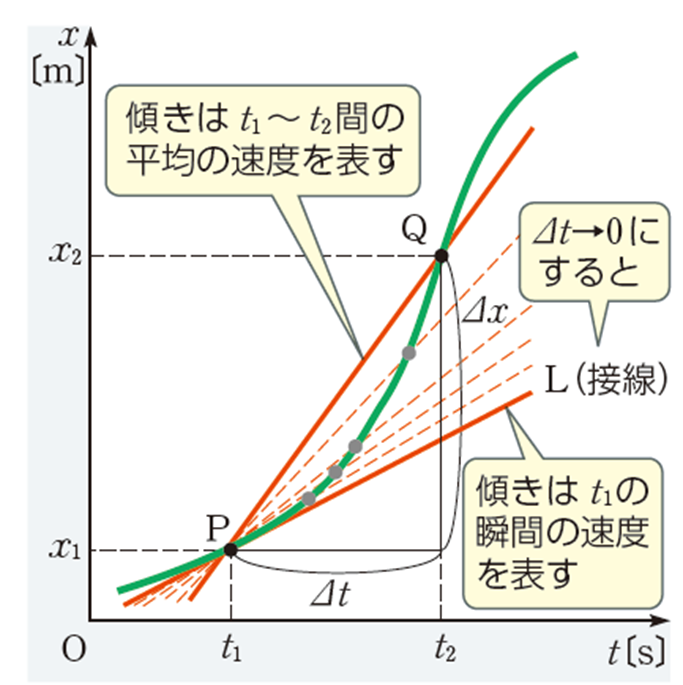 x
[m]
傾きは t₁～t₂間の
平均の速度を表す
Q
Δt→0に
すると
x₂
Δx
L（接線）
傾きは t₁の
瞬間の速度
を表す
P
x₁
Δt
O
t₁
t₂
t[s]